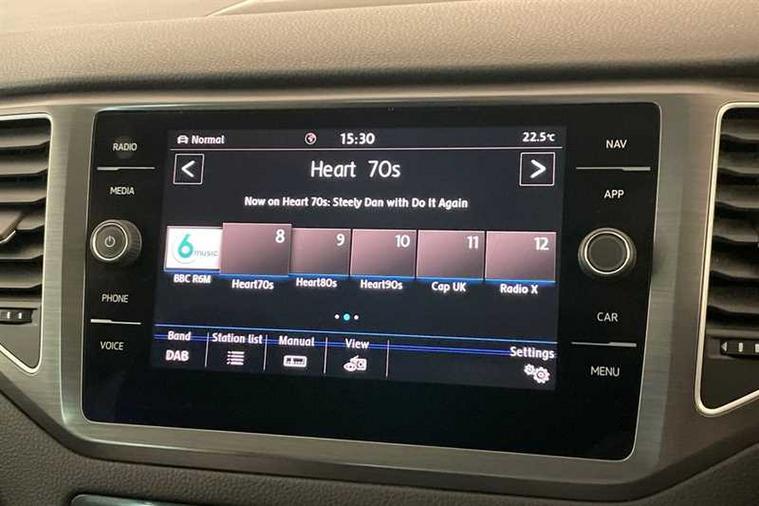 RADIO
MEDIA
PHONE
VOICE
Normal 15:30 22.5°C
< Heart 70s >
Now on Heart 70s: Steely Dan with Do It Again
6 music 8 9 10 11 12
BBC R6M Heart70s Heart80s Heart90s Cap UK Radio X
Band Station list Manual View Settings
DAB
NAV
APP
CAR
MENU